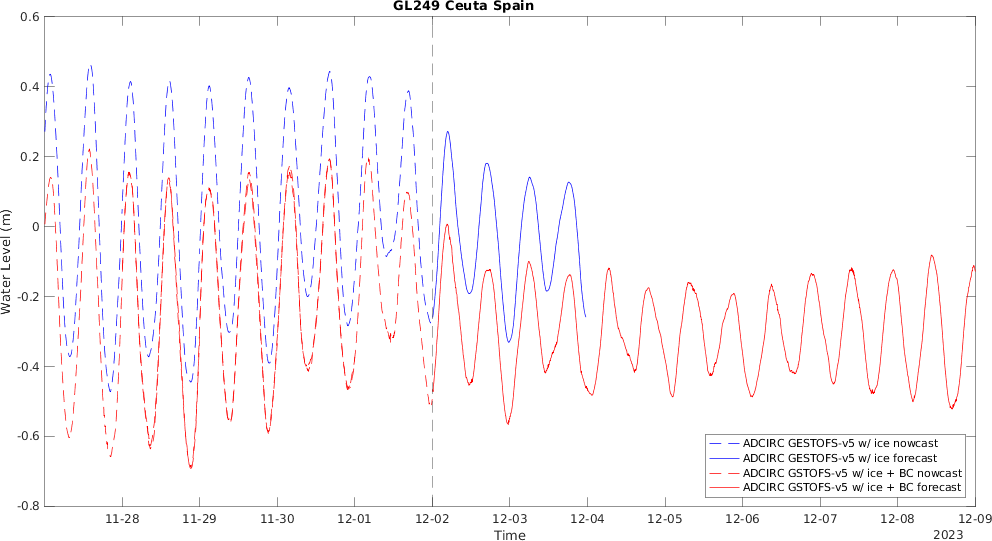 GL249 Ceuta Spain
0.6
0.4
0.2
0
-0.2
-0.4
-0.6
-0.8
Water Level (m)
11-28 11-29 11-30 12-01 12-02 12-03 12-04 12-05 12-06 12-07 12-08 12-09
Time
2023
ADCIRC GESTOFS-v5 w/ ice nowcast
ADCIRC GESTOFS-v5 w/ ice forecast
ADCIRC GSTOFS-v5 w/ ice + BC nowcast
ADCIRC GSTOFS-v5 w/ ice + BC forecast